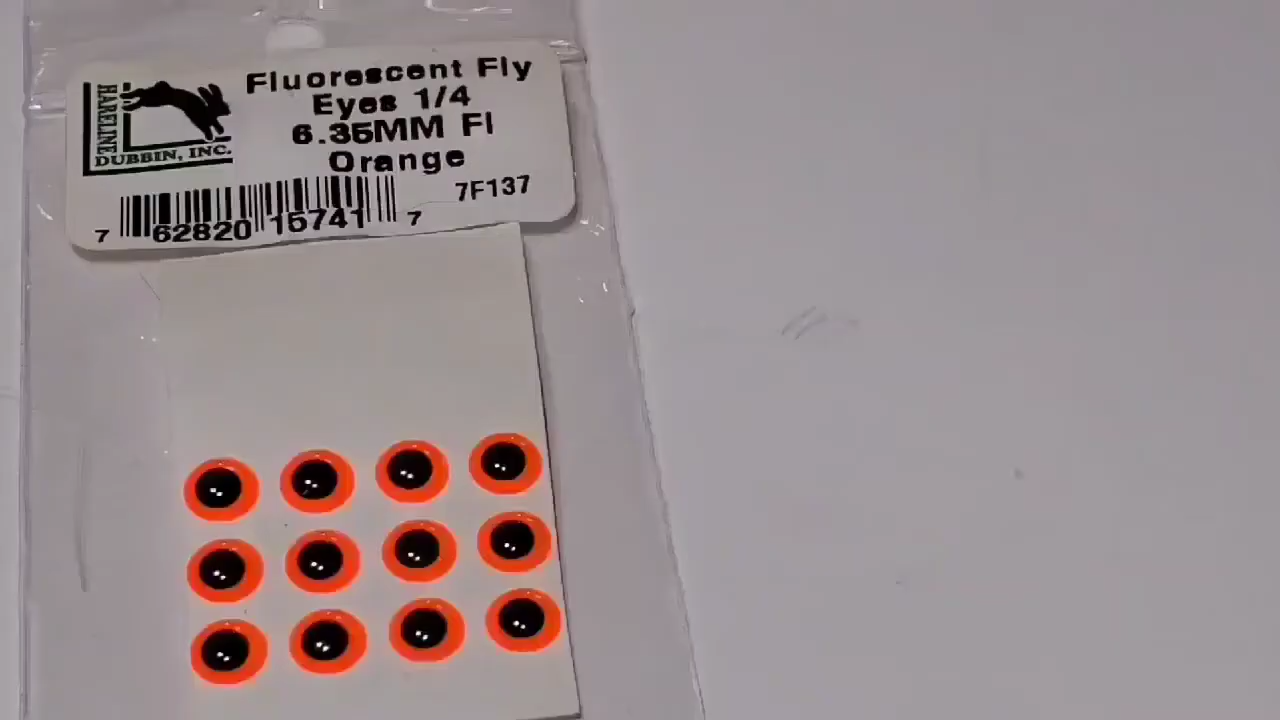 HARELINE
DUBBIN, INC.
Fluorescent Fly
Eyes 1/4
6.35MM Fl
Orange
7F137
7 62820 15741 7